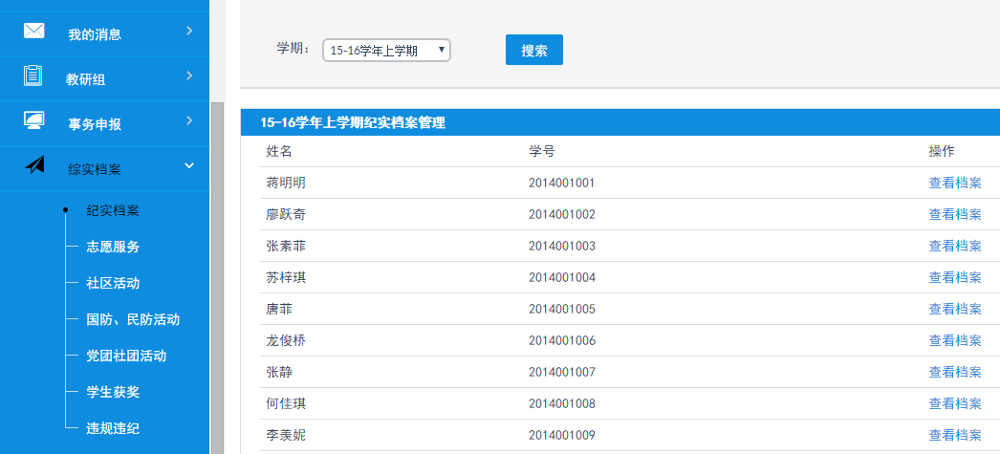 我的消息
教研组
事务申报
综实档案
纪实档案
志愿服务
社区活动
国防、民防活动
党团社团活动
学生获奖
违规违纪
学期： 15-16学年上学期 搜索
15-16学年上学期纪实档案管理
姓名 学号 操作
蒋明明 2014001001 查看档案
廖跃奇 2014001002 查看档案
张素菲 2014001003 查看档案
苏梓琪 2014001004 查看档案
唐菲 2014001005 查看档案
龙俊桥 2014001006 查看档案
张静 2014001007 查看档案
何佳琪 2014001008 查看档案
李羡妮 2014001009 查看档案